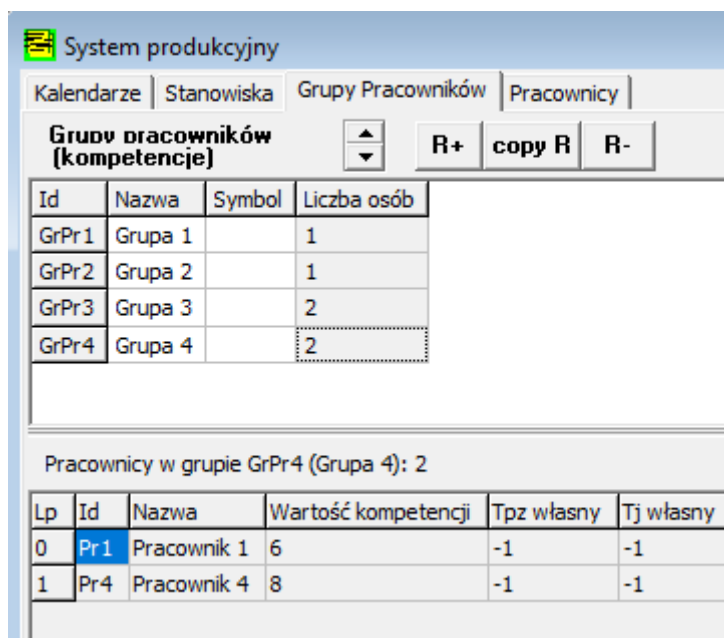 System produkcyjny
Kalendarze Stanowiska Grupy Pracowników Pracownicy
Grupy pracowników
(kompetencje)
R+ copy R R-
Id Nazwa Symbol Liczba osób
GrPr1 Grupa 1 1
GrPr2 Grupa 2 1
GrPr3 Grupa 3 2
GrPr4 Grupa 4 2
Pracownicy w grupie GrPr4 (Grupa 4): 2
Lp Id Nazwa Wartość kompetencji Tpz własny Tj własny
0 Pr1 Pracownik 1 6 -1 -1
1 Pr4 Pracownik 4 8 -1 -1